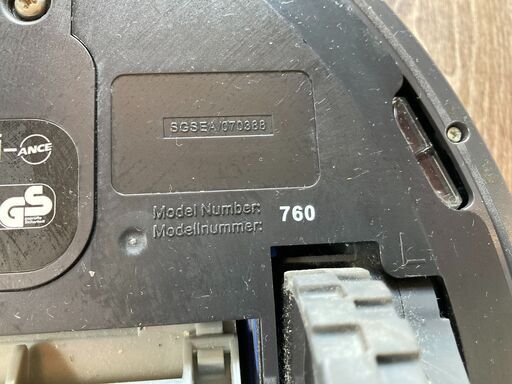 SGSEA/070388
ANCE
GS
Model Number: 760
Modellnummer: